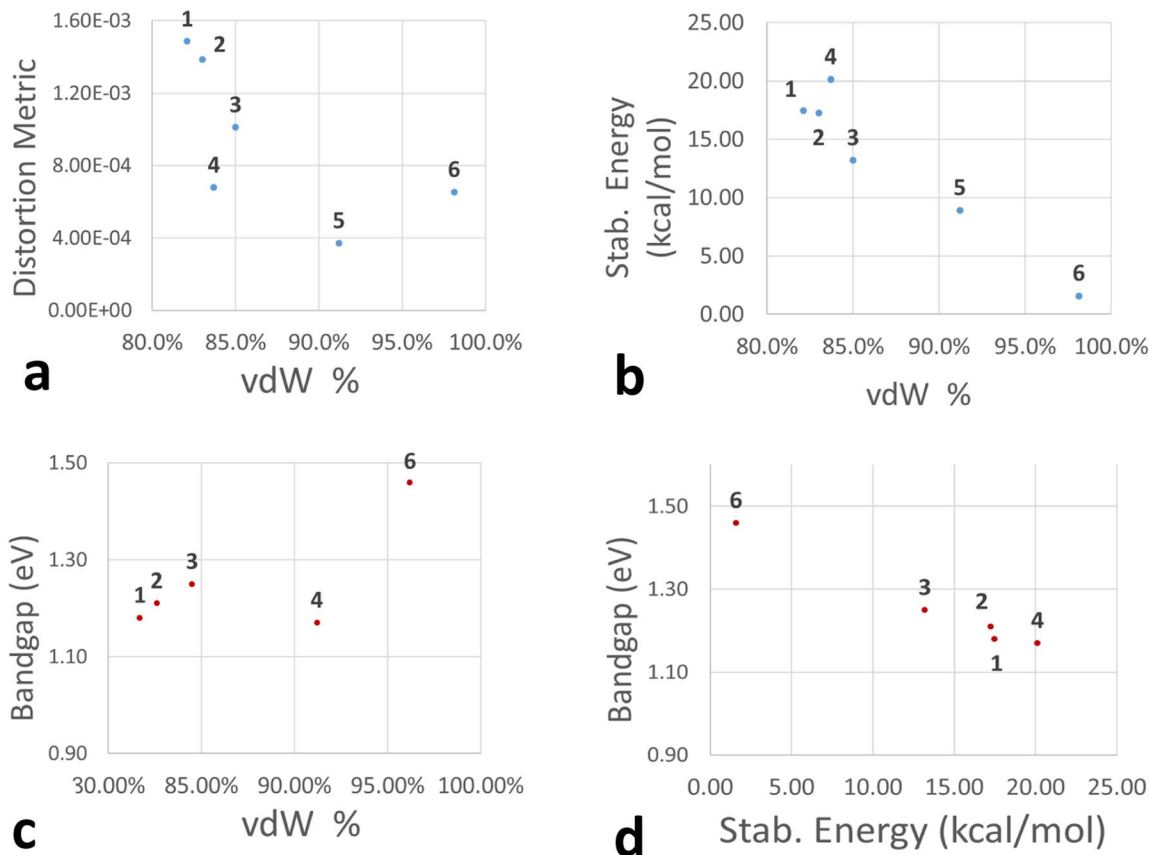 1.60E-03
1.20E-03
8.00E-04
4.00E-04
0.00E+00
Distortion Metric
1
2
3
4
5
6
80.0% 85.0% 90.0% 95.0% 100.0%
vdW %
a
25.00
20.00
15.00
10.00
5.00
0.00
Stab. Energy
(kcal/mol)
4
1
2
3
5
6
80.0% 85.0% 90.0% 95.0% 100.0%
vdW %
b
1.50
1.30
1.10
0.90
Bandgap (eV)
6
3
2
1
4
30.00% 85.00% 90.00% 95.00% 100.00%
vdW %
c
1.50
1.30
1.10
0.90
Bandgap (eV)
6
3
2
4
1
0.00 5.00 10.00 15.00 20.00 25.00
Stab. Energy (kcal/mol)
d